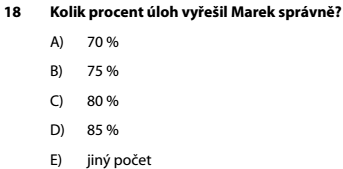 18 Kolik procent úloh vyřešil Marek správně?
A) 70 %
B) 75 %
C) 80 %
D) 85 %
E) jiný počet